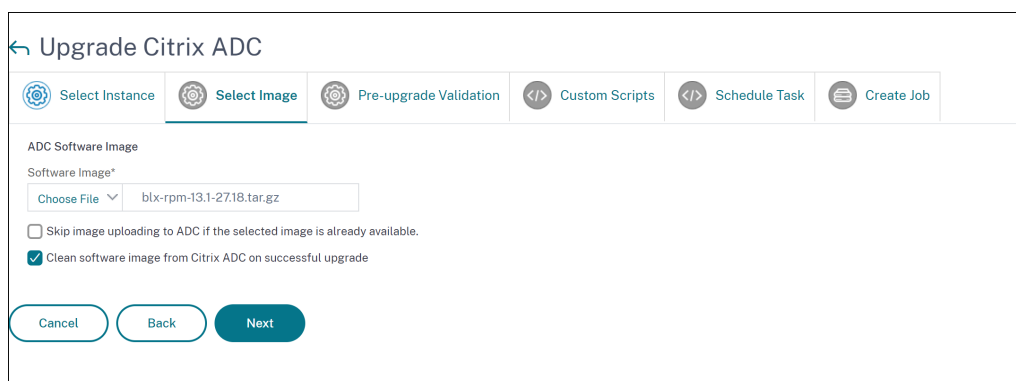 Upgrade Citrix ADC
Select Instance
Select Image
Pre-upgrade Validation
Custom Scripts
Schedule Task
Create Job
ADC Software Image
Software Image*
Choose File blx-rpm-13.1-27.18.tar.gz
Skip image uploading to ADC if the selected image is already available.
Clean software image from Citrix ADC on successful upgrade
Cancel
Back
Next